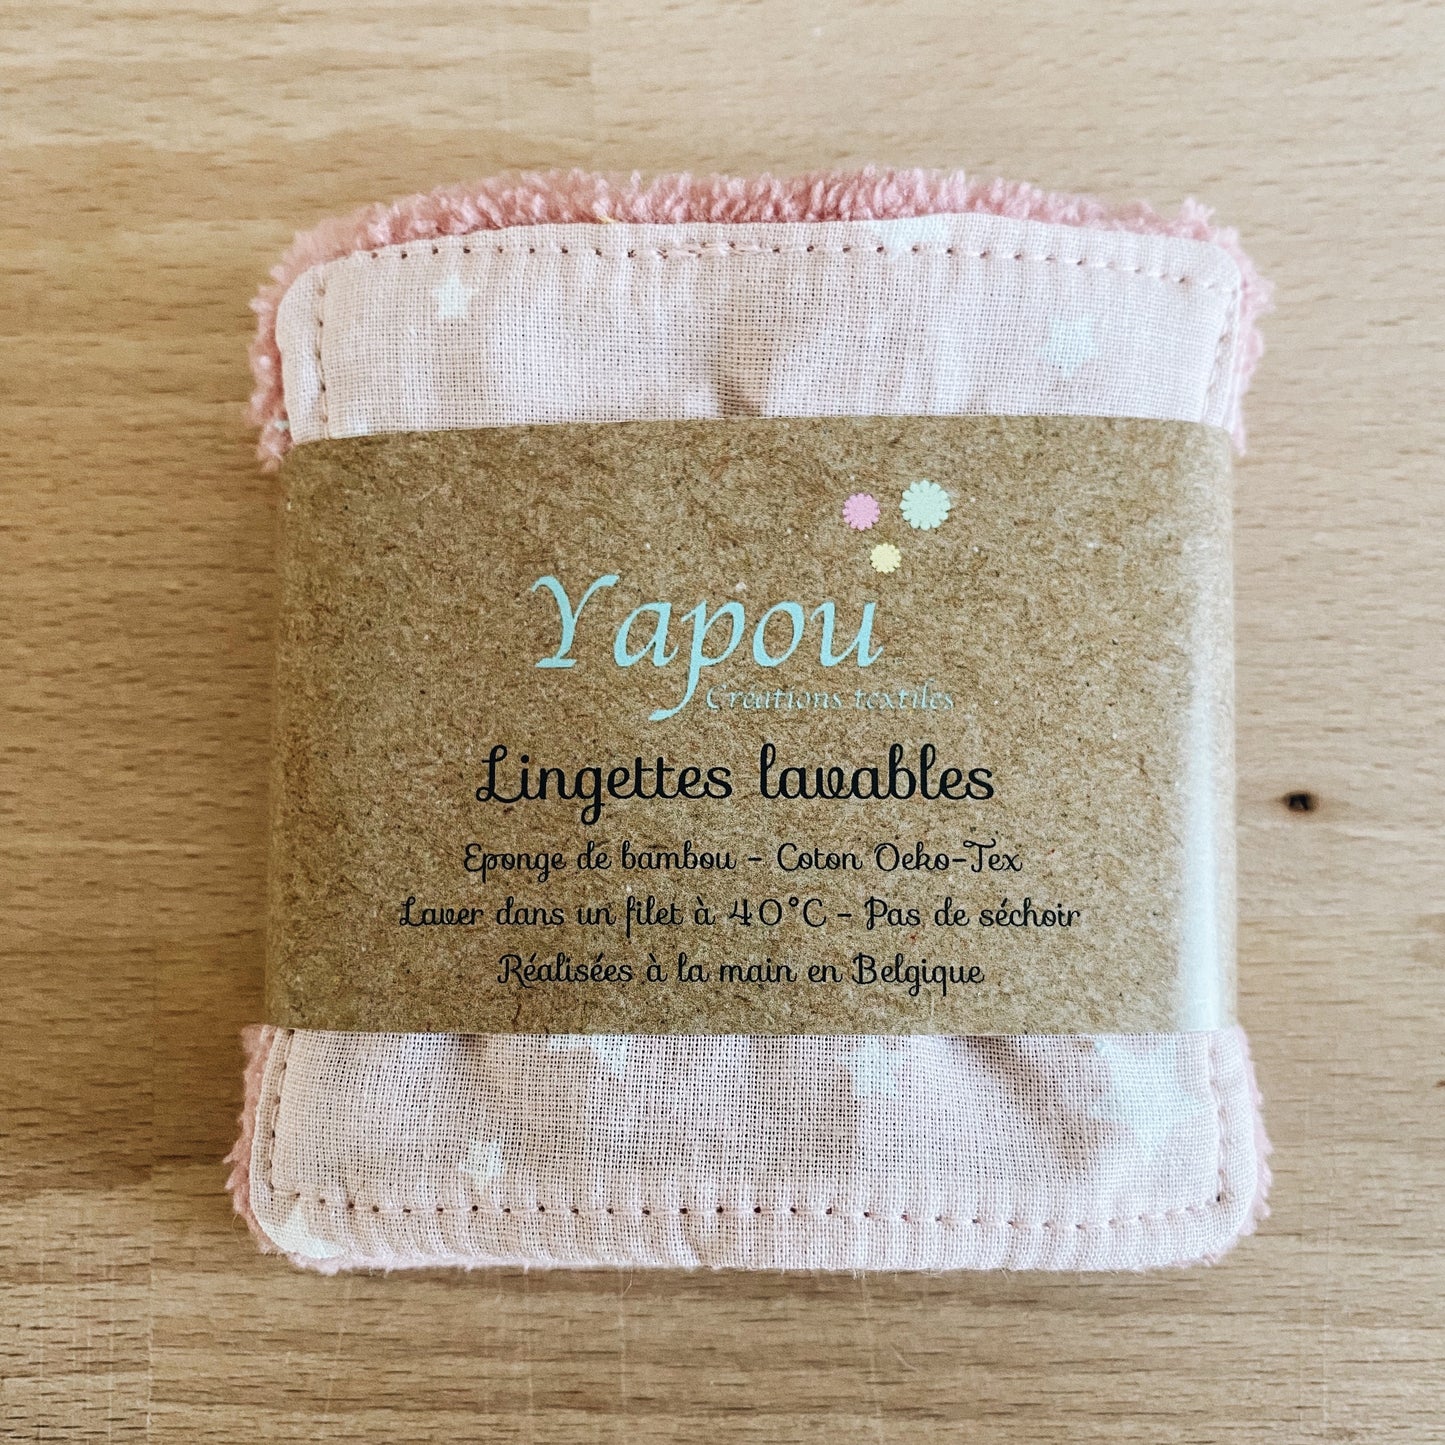 Yapou
Créations textiles
Lingettes lavables
Eponge de bambou - Coton Oeko-Tex
Laver dans un filet à 40°C - Pas de séchoir
Réalisées à la main en Belgique